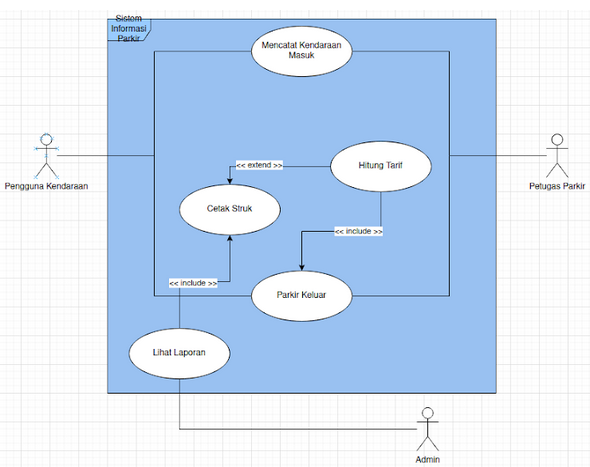 Sistem
Informasi
Parkir
Mencatat Kendaraan
Masuk
<< extend >>
Hitung Tarif
Pengguna Kendaraan
Petugas Parkir
Cetak Struk
<< include >>
<< include >>
Parkir Keluar
Lihat Laporan
Admin